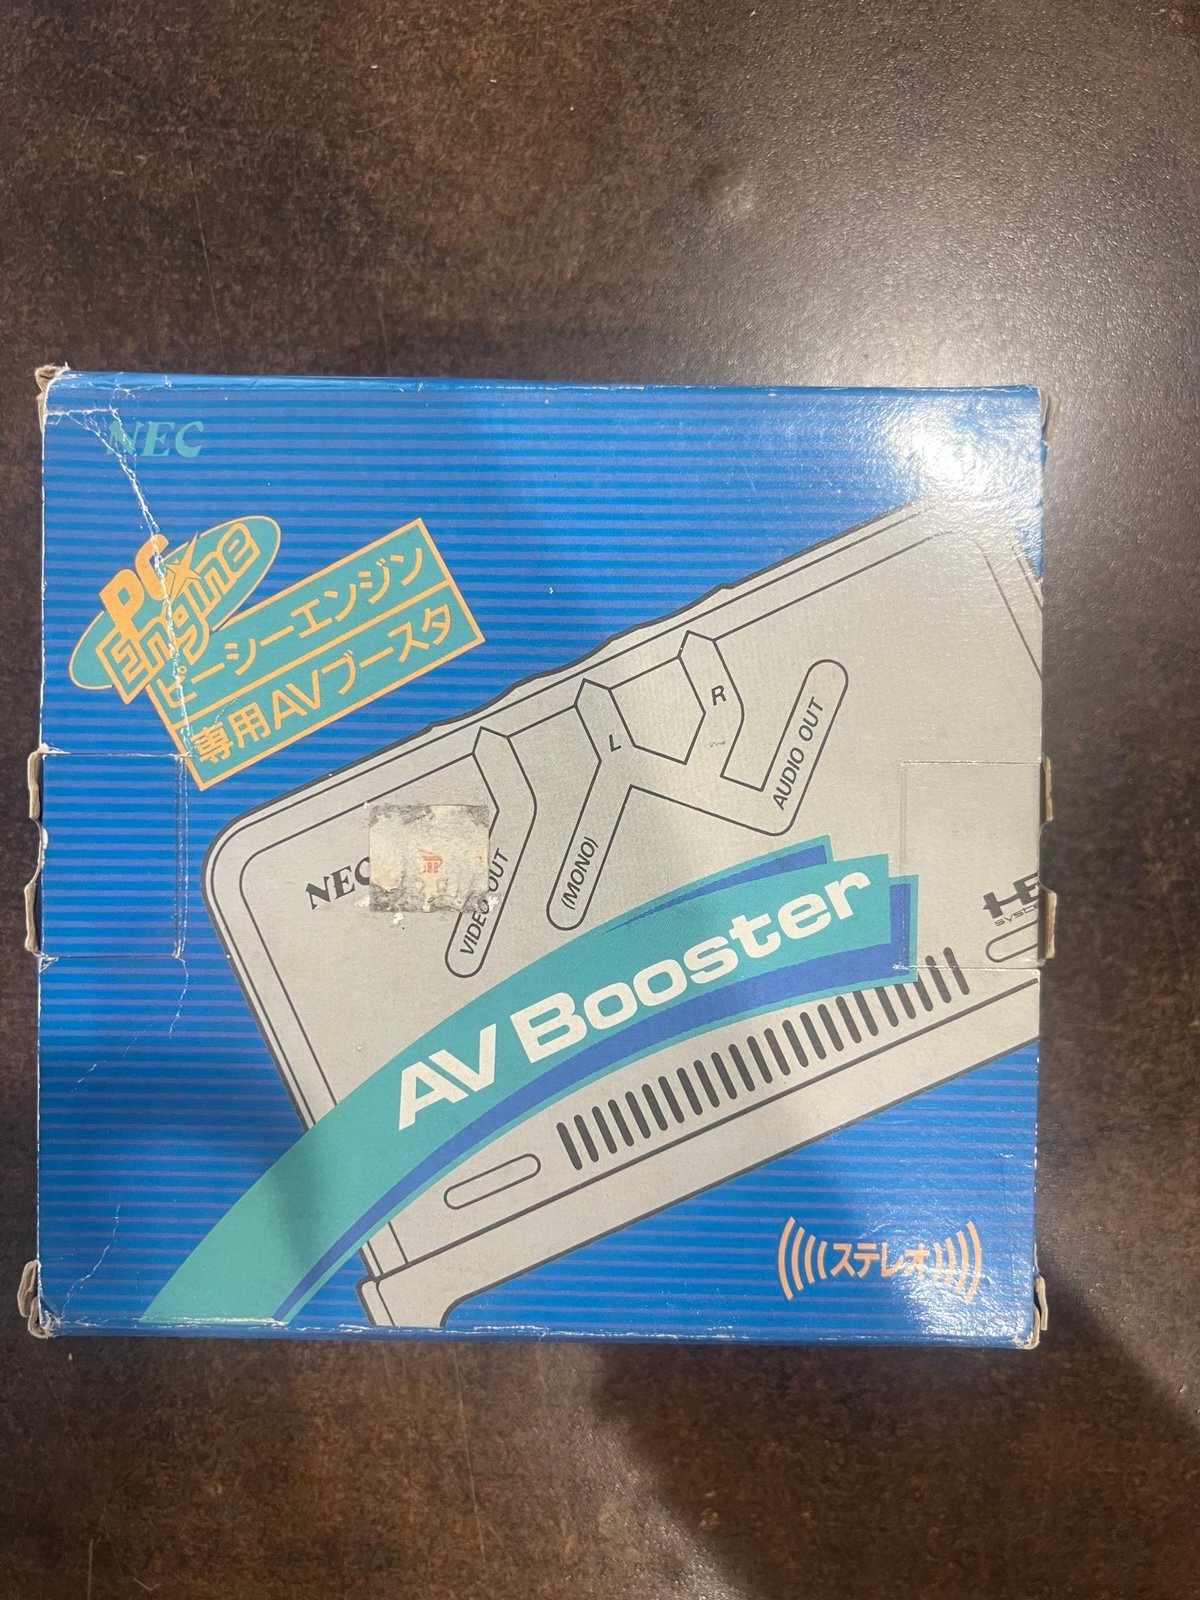 NEC
PC Engine
ピーシーエンジン
専用AVブースタ
R
L
AUDIO OUT
(MONO)
NEC
VIDEO OUT
AV Booster
ステレオ